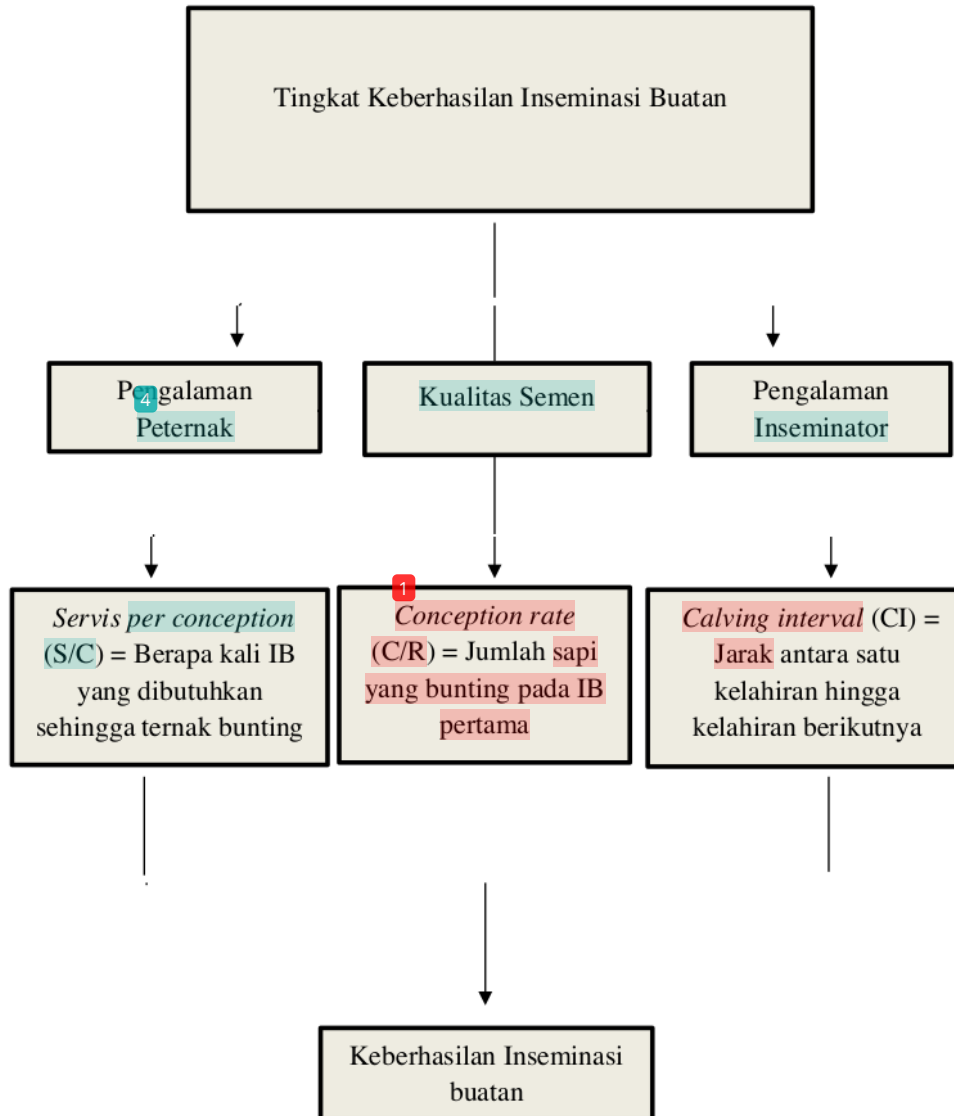 Tingkat Keberhasilan Inseminasi Buatan
Pengalaman
4
Peternak
Kualitas Semen
Pengalaman
Inseminator
Servis per conception
(S/C) = Berapa kali IB
yang dibutuhkan
sehingga ternak bunting
1
Conception rate
(C/R) = Jumlah sapi
yang bunting pada IB
pertama
Calving interval (CI) =
Jarak antara satu
kelahiran hingga
kelahiran berikutnya
Keberhasilan Inseminasi
buatan